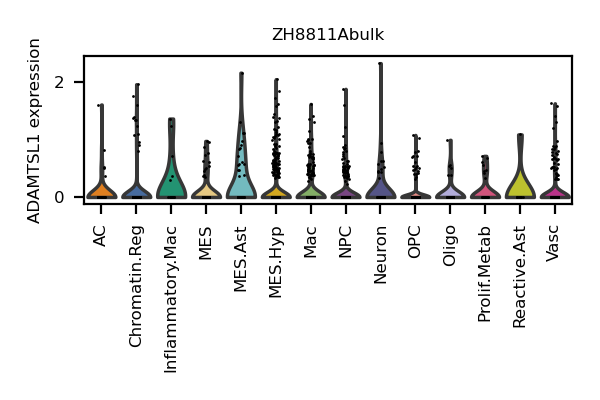 ZH8811Abulk
ADAMTSL1 expression
2
0
AC
Chromatin.Reg
Inflammatory.Mac
MES
MES.Ast
MES.Hyp
Mac
NPC
Neuron
OPC
Oligo
Prolif.Metab
Reactive.Ast
Vasc